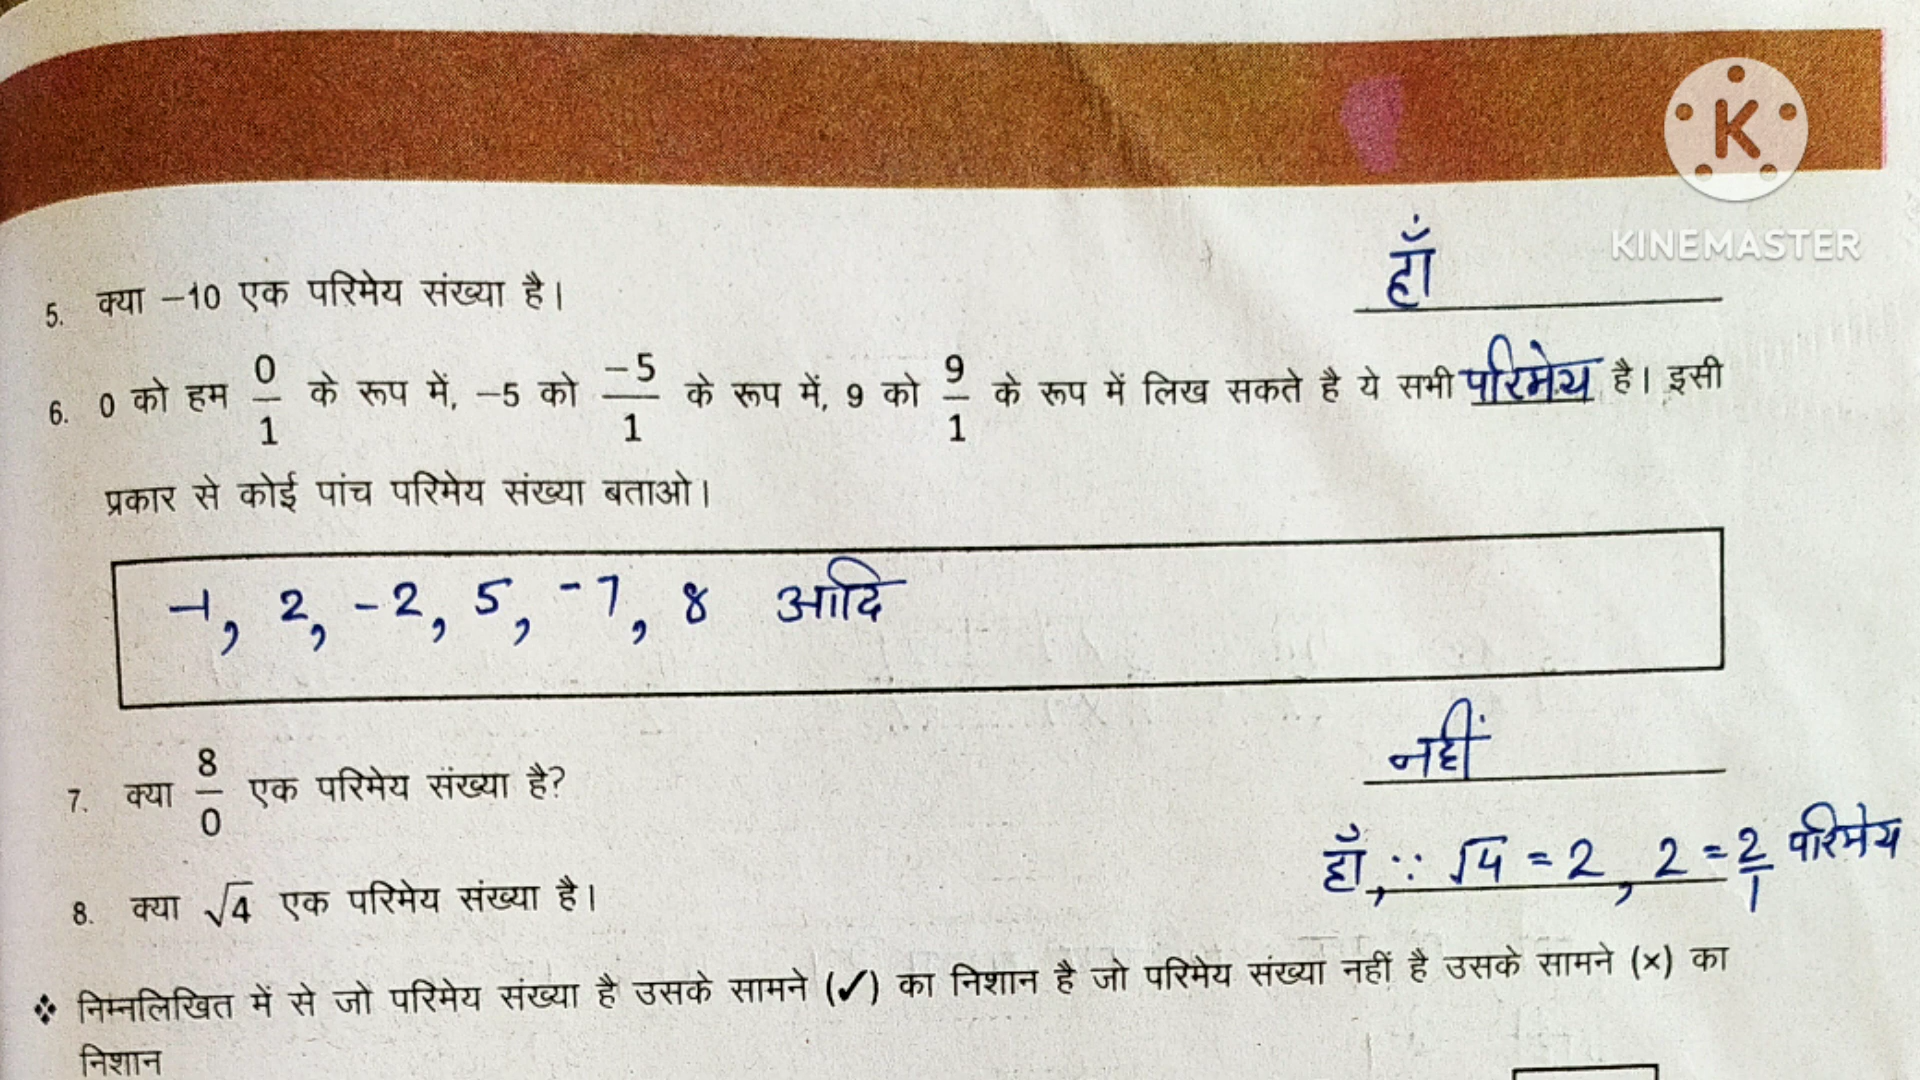 K
KINEMASTER
5. क्या –10 एक परिमेय संख्या है। हाँ
6. 0 को हम 0/1 के रूप में, –5 को –5/1 के रूप में, 9 को 9/1 के रूप में लिख सकते है ये सभी परिमेय है। इसी
प्रकार से कोई पांच परिमेय संख्या बताओ।
-1, 2, -2, 5, -7, 8 आदि
7. क्या 8/0 एक परिमेय संख्या है? नहीं
8. क्या √4 एक परिमेय संख्या है। हाँ, ∵ √4 = 2, 2 = 2/1 परिमेय
❖ निम्नलिखित में से जो परिमेय संख्या है उसके सामने (✓) का निशान है जो परिमेय संख्या नहीं है उसके सामने (×) का
निशान